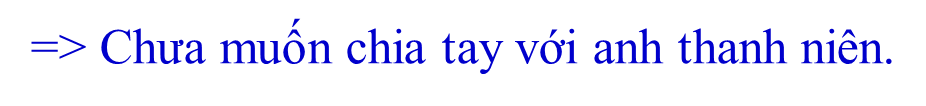 => Chưa muốn chia tay với anh thanh niên.